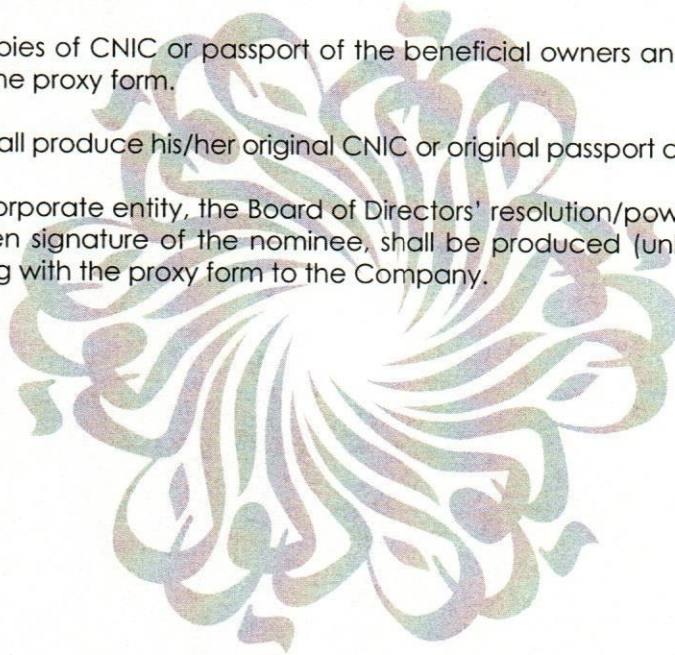 pies of CNIC or passport of the beneficial owners an
he proxy form.
all produce his/her original CNIC or original passport
orporate entity, the Board of Directors' resolution/pow
en signature of the nominee, shall be produced (unl
g with the proxy form to the Company.